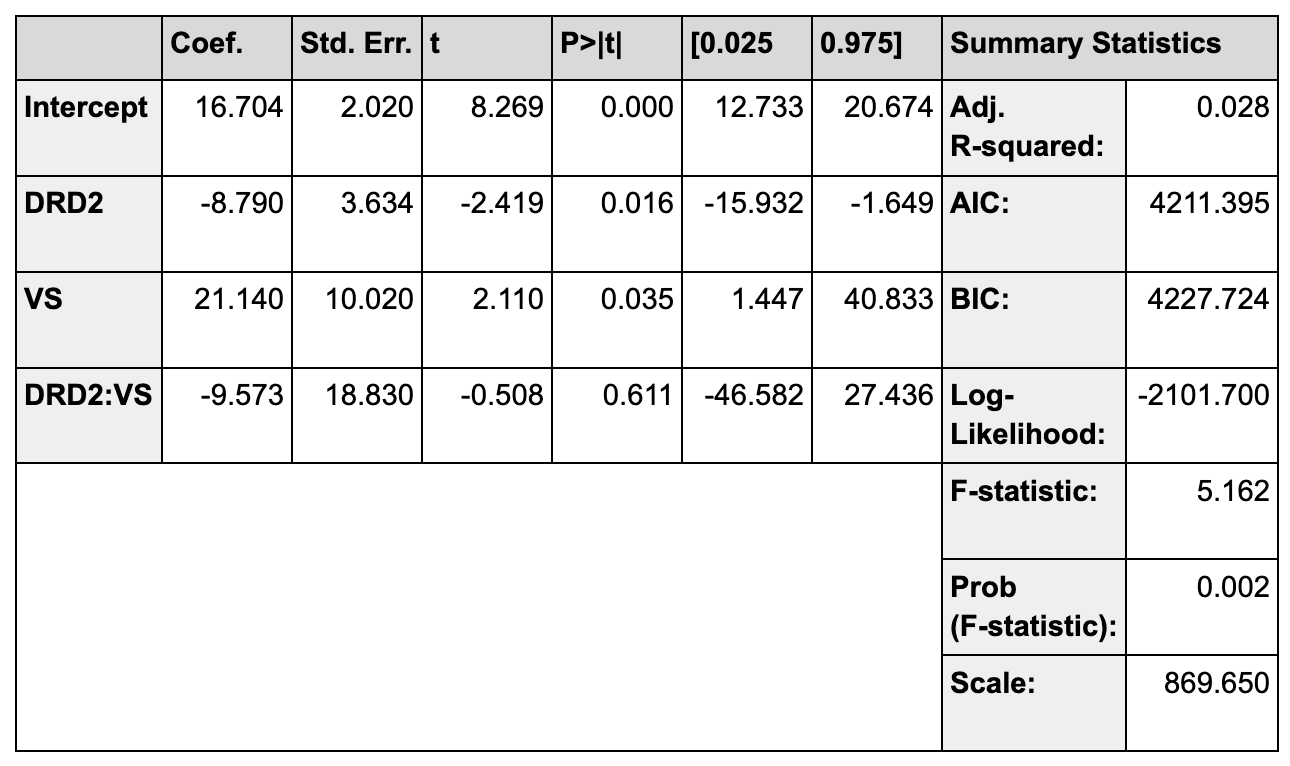 Coef. Std. Err. t P>|t| [0.025 0.975] Summary Statistics
Intercept 16.704 2.020 8.269 0.000 12.733 20.674 Adj. 0.028
R-squared:
DRD2 -8.790 3.634 -2.419 0.016 -15.932 -1.649 AIC: 4211.395
VS 21.140 10.020 2.110 0.035 1.447 40.833 BIC: 4227.724
DRD2:VS -9.573 18.830 -0.508 0.611 -46.582 27.436 Log- -2101.700
Likelihood:
F-statistic: 5.162
Prob 0.002
(F-statistic):
Scale: 869.650